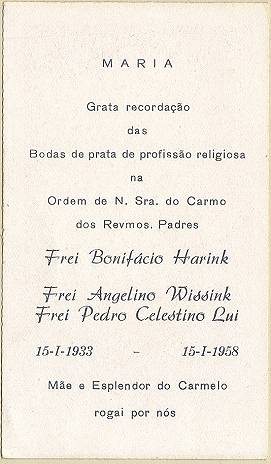 MARIA
Grata recordação
das
Bodas de prata de profissão religiosa
na
Ordem de N. Sra. do Carmo
dos Revmos. Padres
Frei Bonifácio Harink
Frei Angelino Wissink
Frei Pedro Celestino Lui
15-I-1933 – 15-I-1958
Mãe e Esplendor do Carmelo
rogai por nós